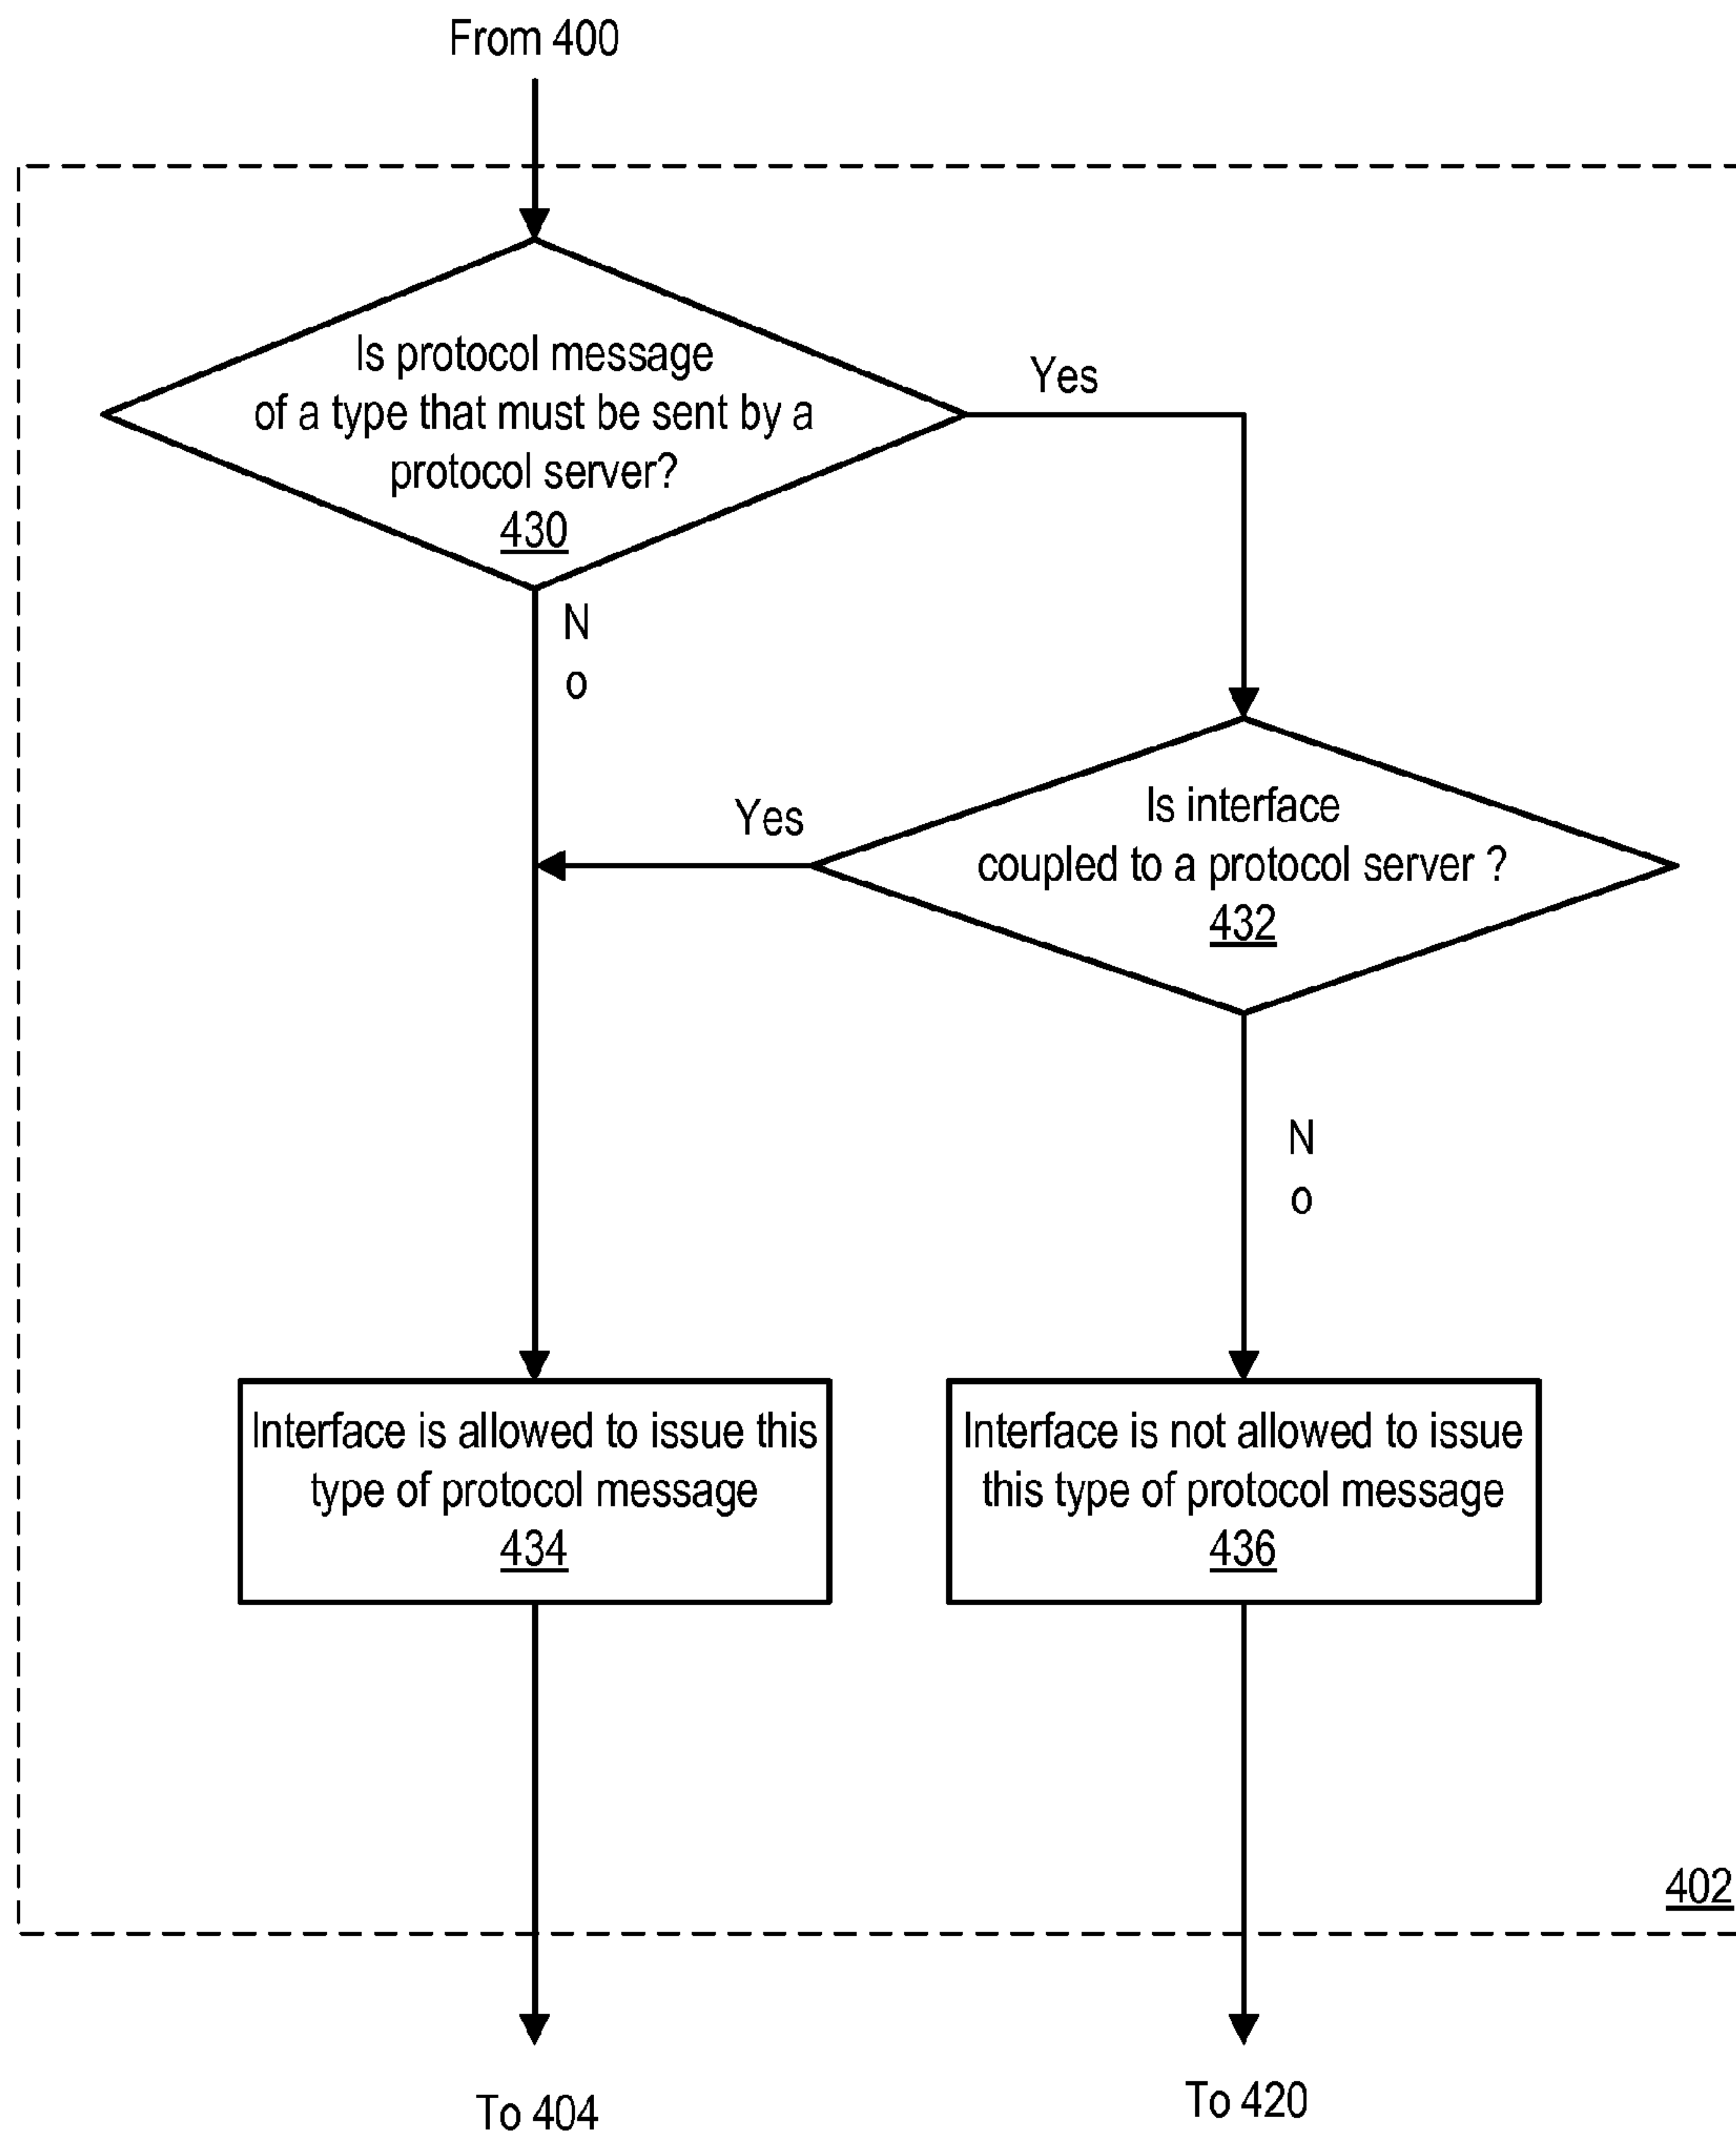 From 400
Is protocol message
of a type that must be sent by a
protocol server?
430
Yes
N
o
Is interface
coupled to a protocol server ?
432
Yes
N
o
Interface is allowed to issue this
type of protocol message
434
Interface is not allowed to issue
this type of protocol message
436
402
To 404
To 420